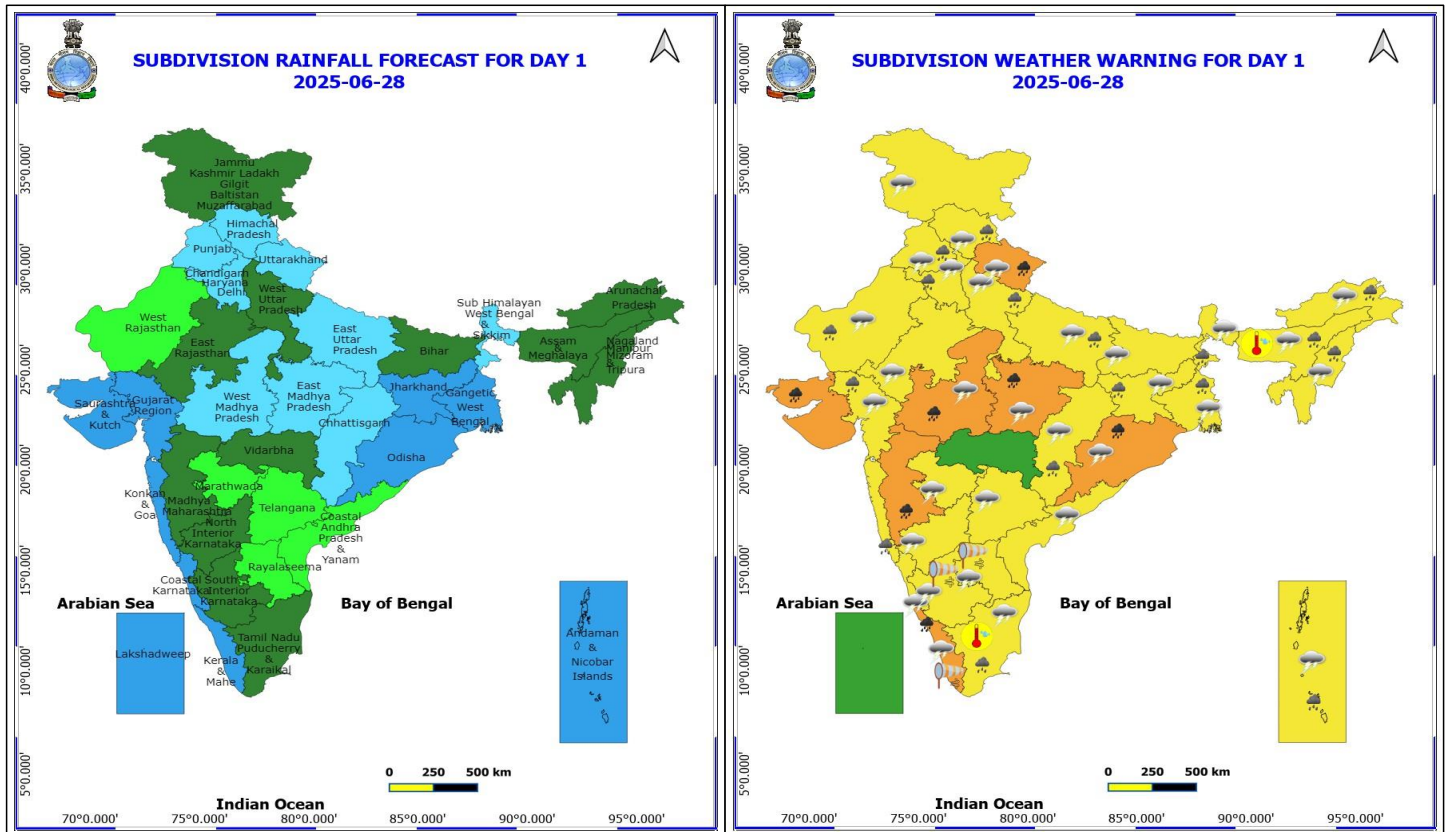 SUBDIVISION RAINFALL FORECAST FOR DAY 1
2025-06-28
40°0.000'
35°0.000'
30°0.000'
25°0.000'
20°0.000'
15°0.000'
10°0.000'
5°0.000'
Jammu
Kashmir Ladakh
Gilgit
Baltistan
Muzaffarabad
Himachal
Pradesh
Punjab
Uttarakhand
Chandigarh
Haryana
Delhi
West
Uttar
Pradesh
West
Rajasthan
East
Rajasthan
East
Uttar
Pradesh
Sub Himalayan
West Bengal
&
Sikkim
Arunachal
Pradesh
Assam
&
Meghalaya
Nagaland
Manipur
Mizoram
&
Tripura
Bihar
Jharkhand
Gangetic
West
Bengal
Saurashtra
&
Kutch
Gujarat
Region
West
Madhya
Pradesh
East
Madhya
Pradesh
Chhattisgarh
Odisha
Vidarbha
Marathwada
Telangana
Konkan
&
Goa
Madhya
Maharashtra
North
Interior
Karnataka
Coastal
Andhra
Pradesh
&
Yanam
Rayalaseema
Coastal
Karnataka
South
Interior
Karnataka
Arabian Sea
Bay of Bengal
Lakshadweep
Kerala
&
Mahe
Tamil Nadu
Puducherry
&
Karaikal
Andaman
&
Nicobar
Islands
0 250 500 km
Indian Ocean
70°0.000' 75°0.000' 80°0.000' 85°0.000' 90°0.000' 95°0.000'
SUBDIVISION WEATHER WARNING FOR DAY 1
2025-06-28
40°0.000'
35°0.000'
30°0.000'
25°0.000'
20°0.000'
15°0.000'
10°0.000'
5°0.000'
Arabian Sea
Bay of Bengal
0 250 500 km
Indian Ocean
70°0.000' 75°0.000' 80°0.000' 85°0.000' 90°0.000' 95°0.000'